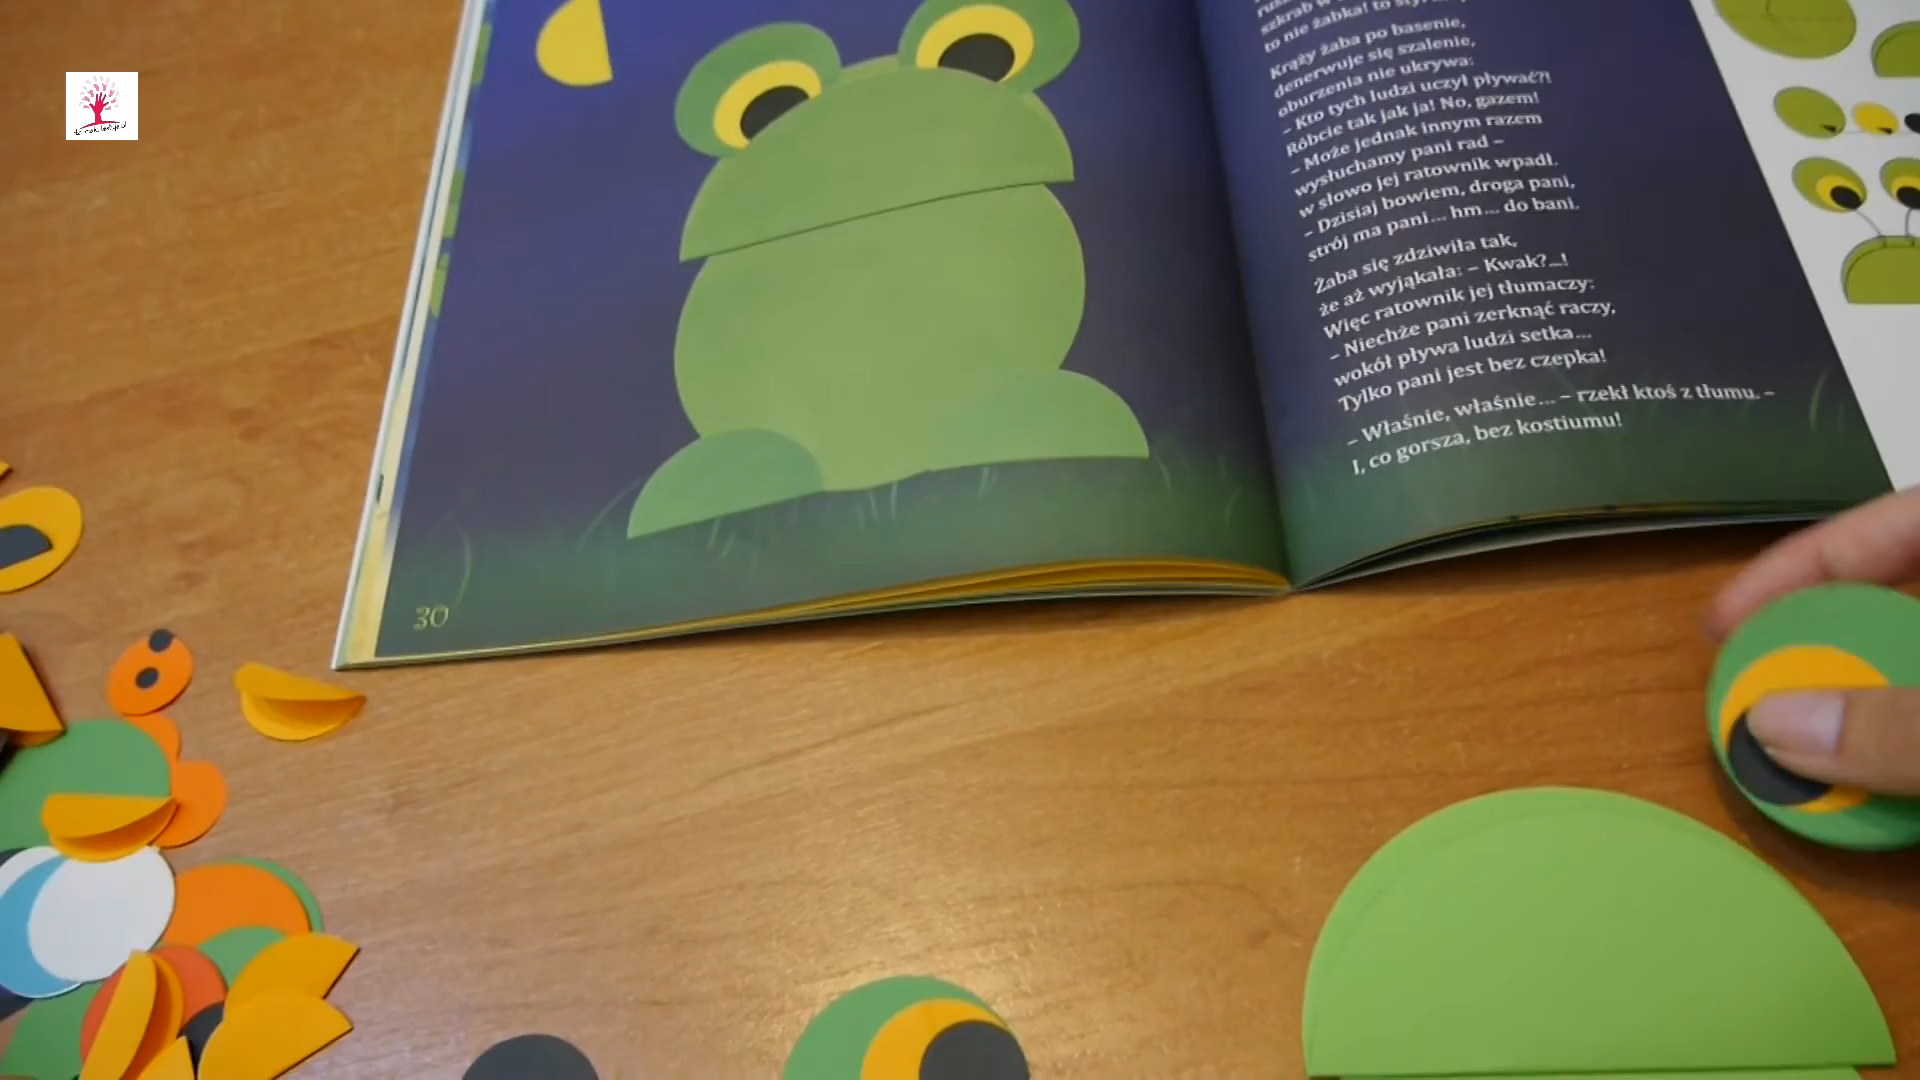 to nie żabka! to
Krąży żaba po basenie,
denerwuje się szalenie,
oburzenia nie ukrywa:
– Kto tych ludzi uczył pływać?!
Róbcie tak jak ja! No, gazem!
– Może jednak innym razem
wysłuchamy pani rad –
w słowo jej ratownik wpadł.
– Dzisiaj bowiem, droga pani,
strój ma pani... hm... do bani.
Żaba się zdziwiła tak,
że aż wyjąkała: – Kwak?...!
Więc ratownik jej tłumaczy:
– Niechże pani zerknąć raczy,
wokół pływa ludzi setka...
Tylko pani jest bez czepka!
– Właśnie, właśnie... – rzekł ktoś z tłumu. –
I, co gorsza, bez kostiumu!
30